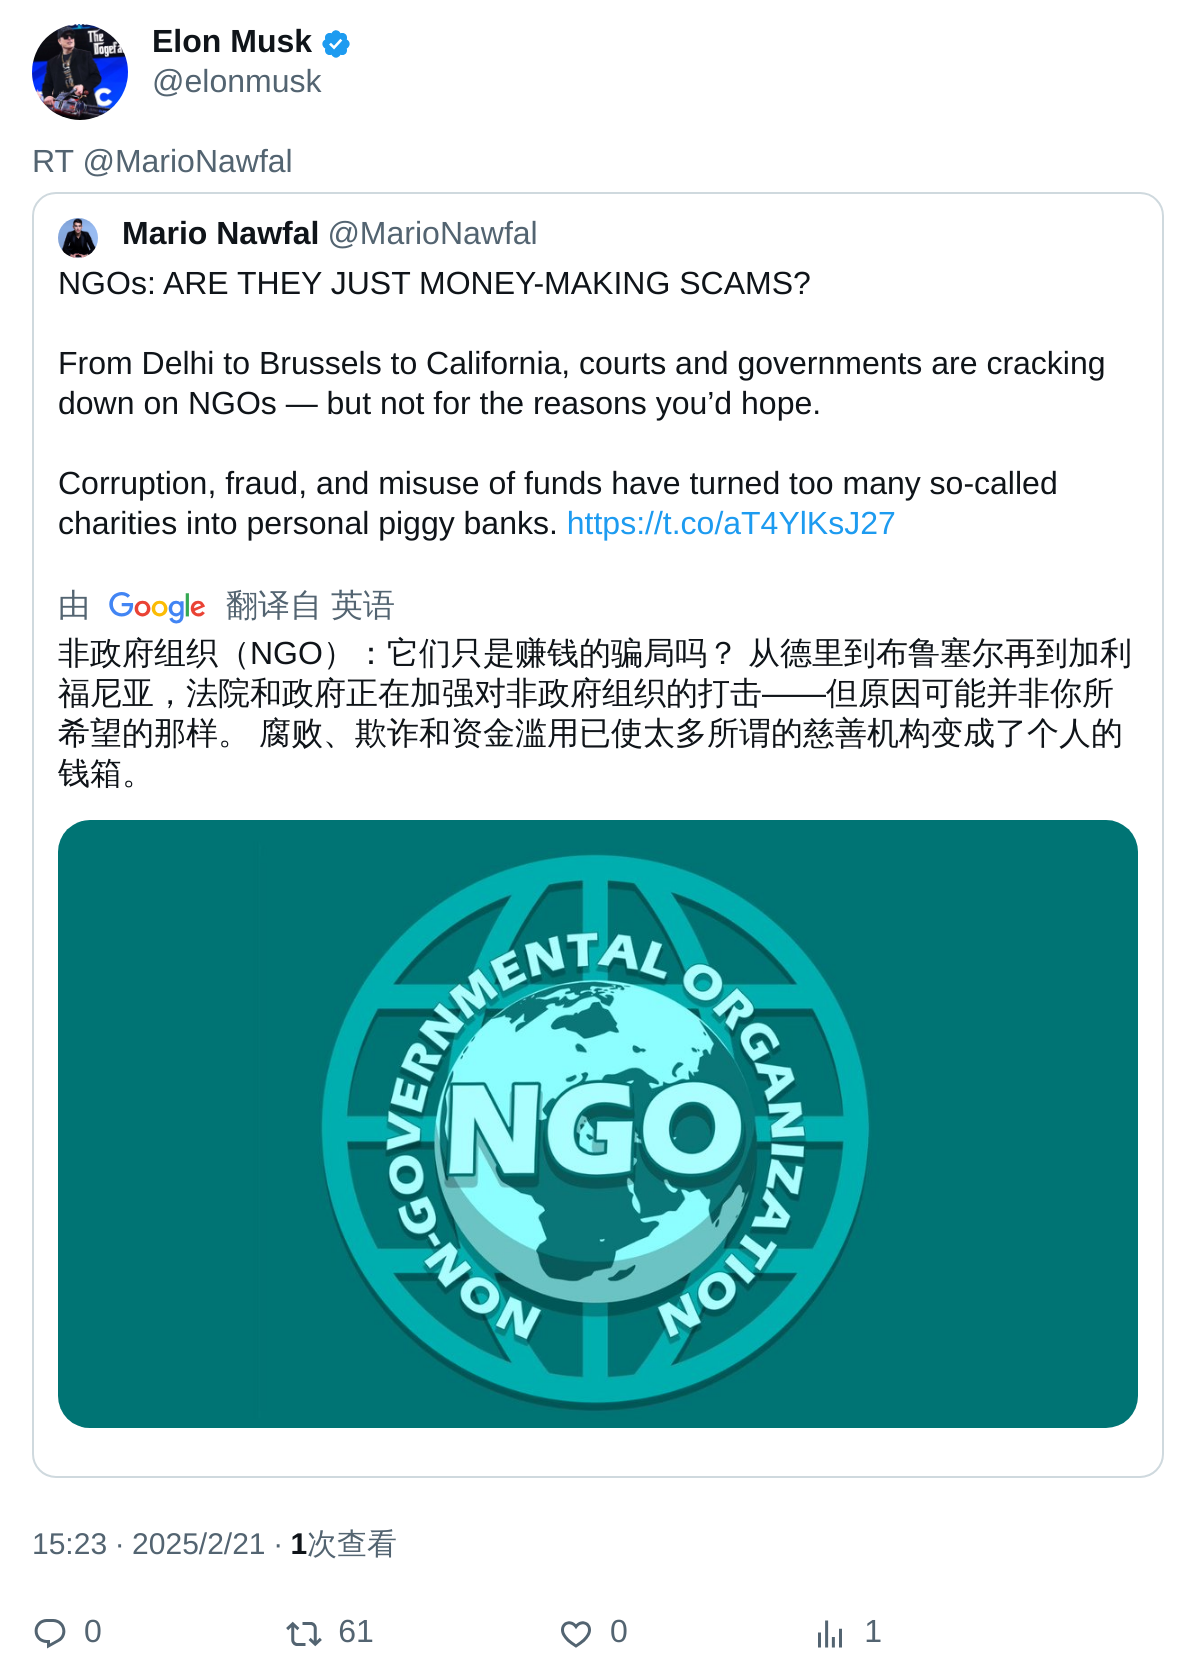 Elon Musk
@elonmusk
The
Dogefa
C
RT @MarioNawfal
Mario Nawfal @MarioNawfal
NGOs: ARE THEY JUST MONEY-MAKING SCAMS?
From Delhi to Brussels to California, courts and governments are cracking
down on NGOs — but not for the reasons you’d hope.
Corruption, fraud, and misuse of funds have turned too many so-called
charities into personal piggy banks. https://t.co/aT4YlKsJ27
由 Google 翻译自 英语
非政府组织（NGO）：它们只是赚钱的骗局吗？ 从德里到布鲁塞尔再到加利
福尼亚，法院和政府正在加强对非政府组织的打击——但原因可能并非你所
希望的那样。 腐败、欺诈和资金滥用已使太多所谓的慈善机构变成了个人的
钱箱。
NON-GOVERNMENTAL ORGANIZATION
NGO
15:23 · 2025/2/21 · 1次查看
0 61 0 1